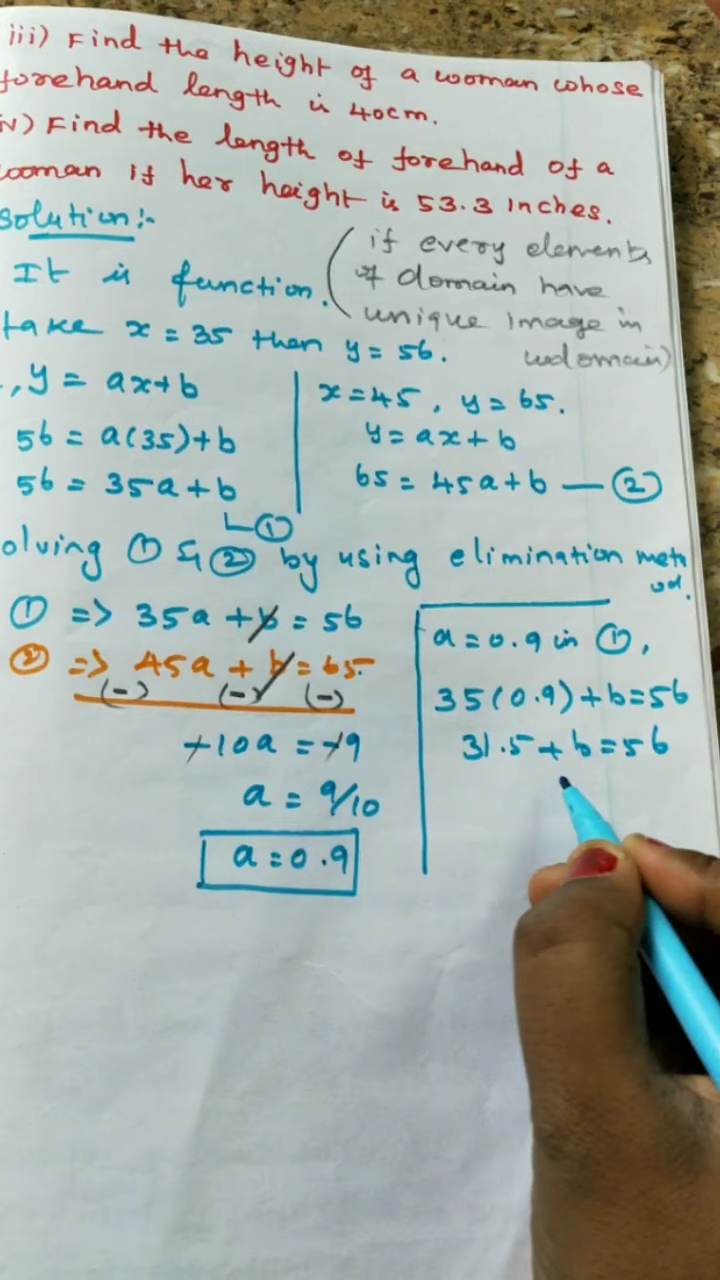 iii) Find the height of a woman whose
forehand length is 40cm.
iv) Find the length of forehand of a
woman if her height is 53.3 inches.
Solution:-
It is function. (if every elements
of domain have
unique image in
codomain)
take x = 35 then y = 56.
, y = ax+b
56 = a(35)+b
56 = 35a+b
①
x=45, y=65.
y=ax+b
65=45a+b — ②
olving ① & ② by using elimination meth
od.
① => 35a + b = 56
② => 45a + b = 65.
(-) (-) (-)
+10a = -9
a = 9/10
a = 0.9
a=0.9 in ①,
35(0.9)+b=56
31.5+b=56